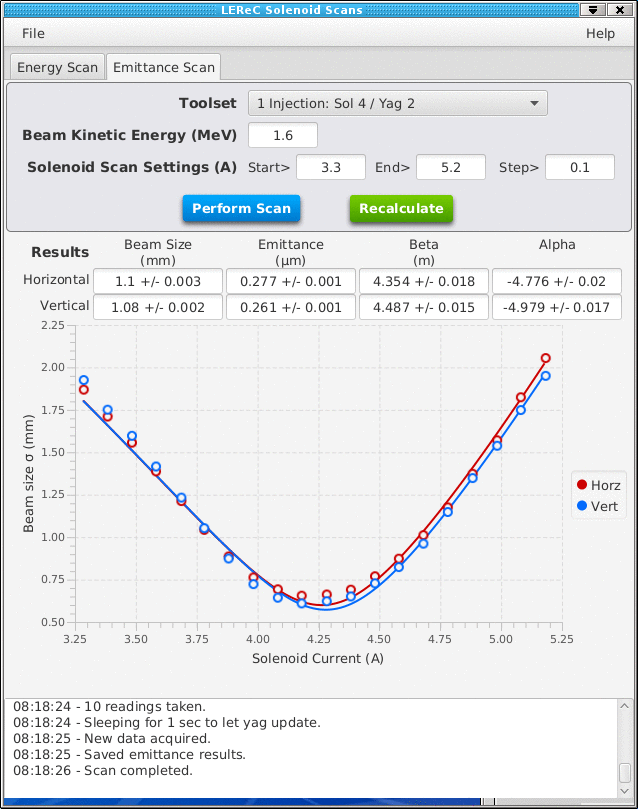 LEReC Solenoid Scans
File Help
Energy Scan Emittance Scan
Toolset 1 Injection: Sol 4 / Yag 2
Beam Kinetic Energy (MeV) 1.6
Solenoid Scan Settings (A) Start> 3.3 End> 5.2 Step> 0.1
Perform Scan Recalculate
Results Beam Size (mm) Emittance (μm) Beta (m) Alpha
Horizontal 1.1 +/- 0.003 0.277 +/- 0.001 4.354 +/- 0.018 -4.776 +/- 0.02
Vertical 1.08 +/- 0.002 0.261 +/- 0.001 4.487 +/- 0.015 -4.979 +/- 0.017
2.25
2.00
1.75
1.50
1.25
1.00
0.75
0.50
Beam size σ (mm)
3.25 3.50 3.75 4.00 4.25 4.50 4.75 5.00 5.25
Solenoid Current (A)
Horz
Vert
08:18:24 - 10 readings taken.
08:18:24 - Sleeping for 1 sec to let yag update.
08:18:25 - New data acquired.
08:18:25 - Saved emittance results.
08:18:26 - Scan completed.